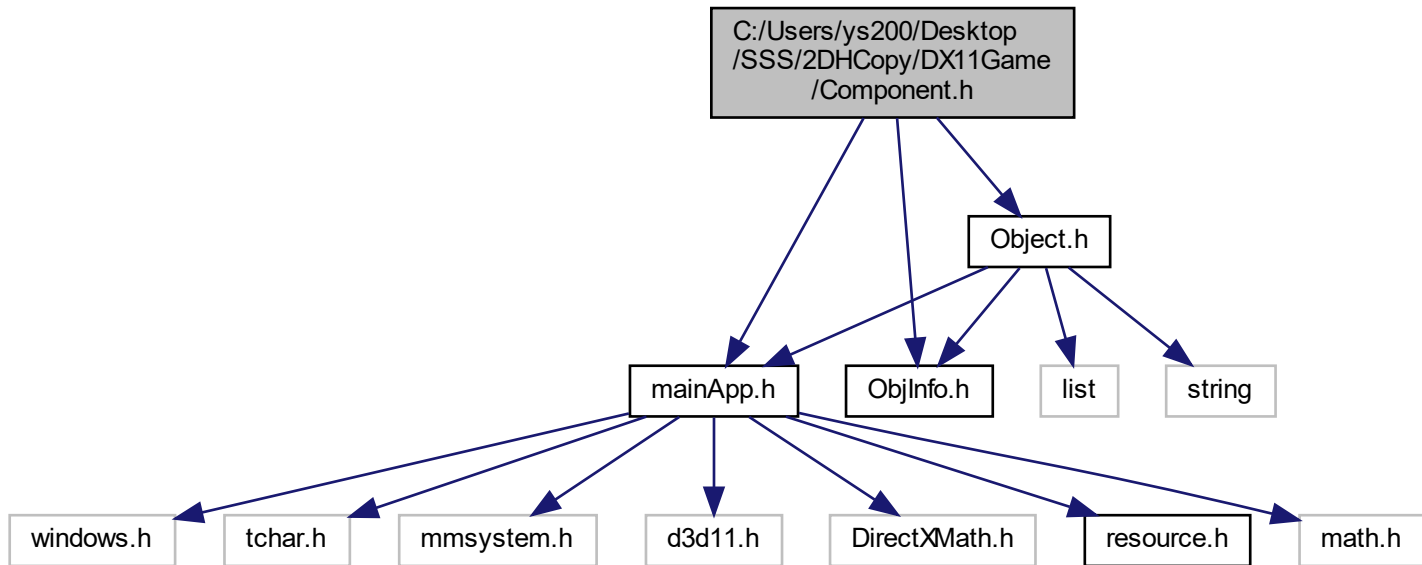 C:/Users/ys200/Desktop
/SSS/2DHCopy/DX11Game
/Component.h
Object.h
mainApp.h
ObjInfo.h
list
string
windows.h
tchar.h
mmsystem.h
d3d11.h
DirectXMath.h
resource.h
math.h